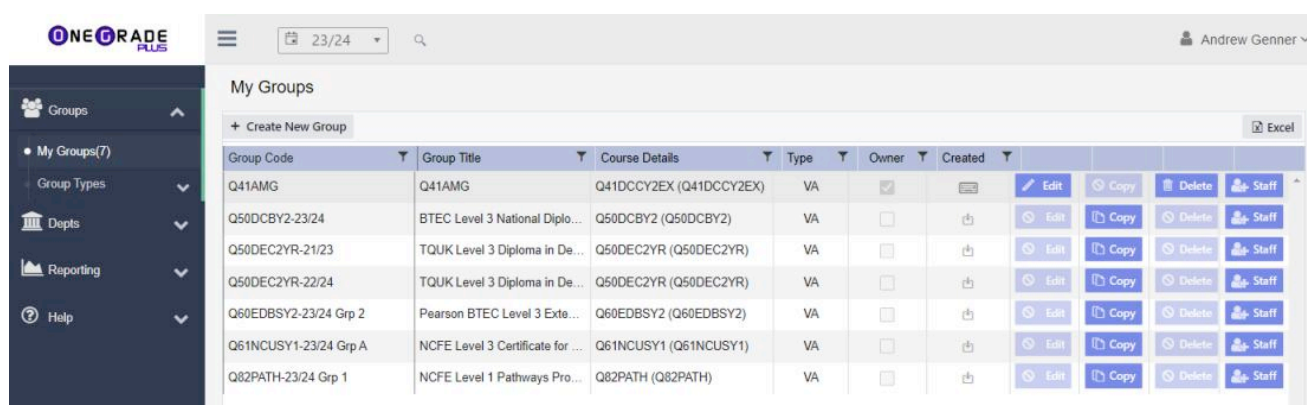 ONEGRADE
PLUS
23/24
Andrew Genner
Groups
My Groups(7)
Group Types
Depts
Reporting
Help
My Groups
+ Create New Group
Excel
Group Code Group Title Course Details Type Owner Created
Q41AMG Q41AMG Q41DCCY2EX (Q41DCCY2EX) VA Edit Copy Delete Staff
Q50DCBY2-23/24 BTEC Level 3 National Diplo... Q50DCBY2 (Q50DCBY2) VA Edit Copy Delete Staff
Q50DEC2YR-21/23 TQUK Level 3 Diploma in De... Q50DEC2YR (Q50DEC2YR) VA Edit Copy Delete Staff
Q50DEC2YR-22/24 TQUK Level 3 Diploma in De... Q50DEC2YR (Q50DEC2YR) VA Edit Copy Delete Staff
Q60EDBSY2-23/24 Grp 2 Pearson BTEC Level 3 Exte... Q60EDBSY2 (Q60EDBSY2) VA Edit Copy Delete Staff
Q61NCUSY1-23/24 Grp A NCFE Level 3 Certificate for ... Q61NCUSY1 (Q61NCUSY1) VA Edit Copy Delete Staff
Q82PATH-23/24 Grp 1 NCFE Level 1 Pathways Pro... Q82PATH (Q82PATH) VA Edit Copy Delete Staff